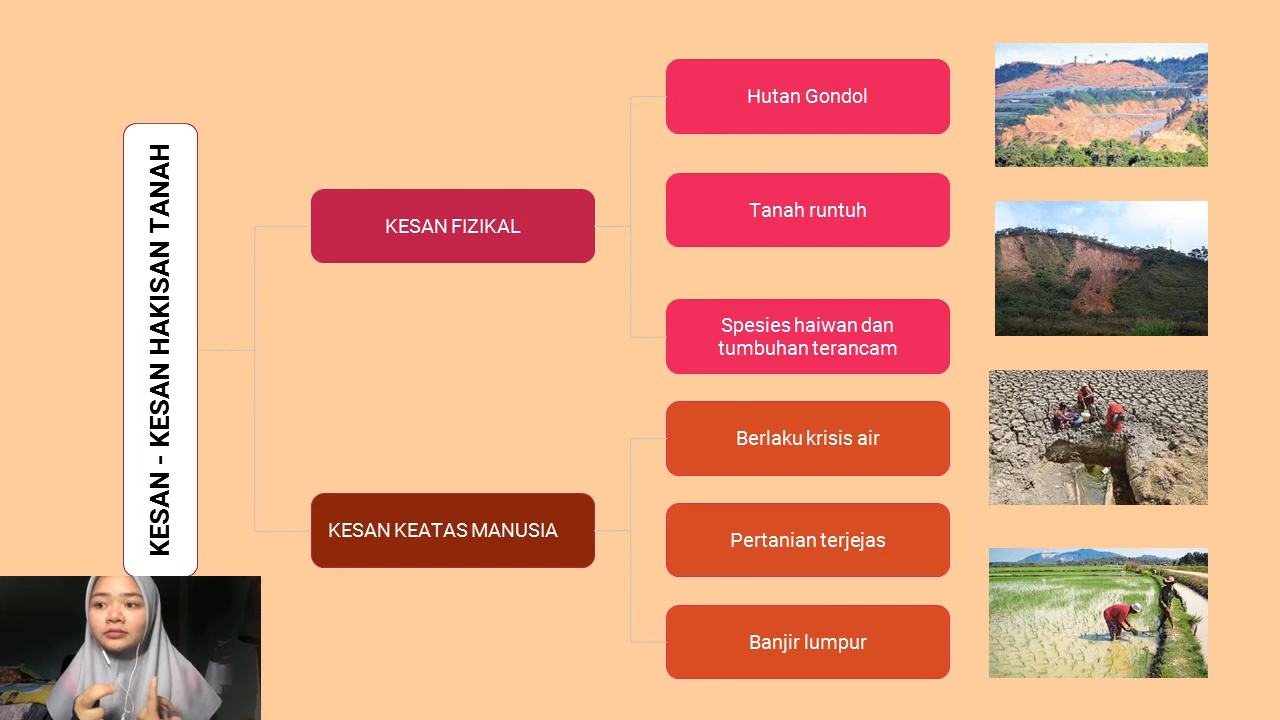 KESAN - KESAN HAKISAN TANAH
KESAN FIZIKAL
Hutan Gondol
Tanah runtuh
Spesies haiwan dan
tumbuhan terancam
KESAN KEATAS MANUSIA
Berlaku krisis air
Pertanian terjejas
Banjir lumpur